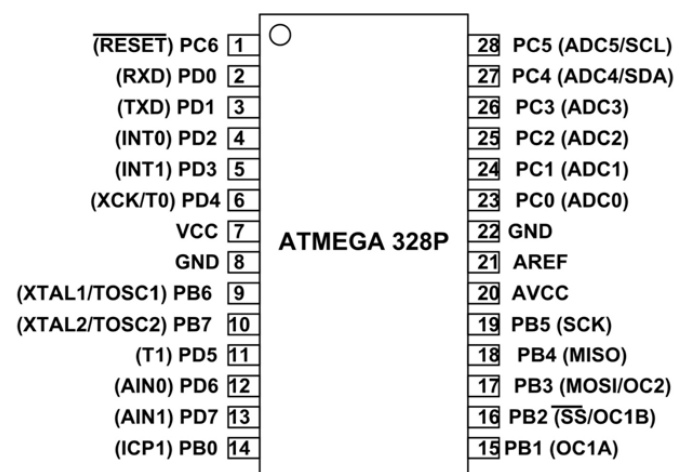 (RESET) PC6 1
(RXD) PD0 2
(TXD) PD1 3
(INT0) PD2 4
(INT1) PD3 5
(XCK/T0) PD4 6
VCC 7
GND 8
(XTAL1/TOSC1) PB6 9
(XTAL2/TOSC2) PB7 10
(T1) PD5 11
(AIN0) PD6 12
(AIN1) PD7 13
(ICP1) PB0 14
ATMEGA 328P
28 PC5 (ADC5/SCL)
27 PC4 (ADC4/SDA)
26 PC3 (ADC3)
25 PC2 (ADC2)
24 PC1 (ADC1)
23 PC0 (ADC0)
22 GND
21 AREF
20 AVCC
19 PB5 (SCK)
18 PB4 (MISO)
17 PB3 (MOSI/OC2)
16 PB2 (SS/OC1B)
15 PB1 (OC1A)